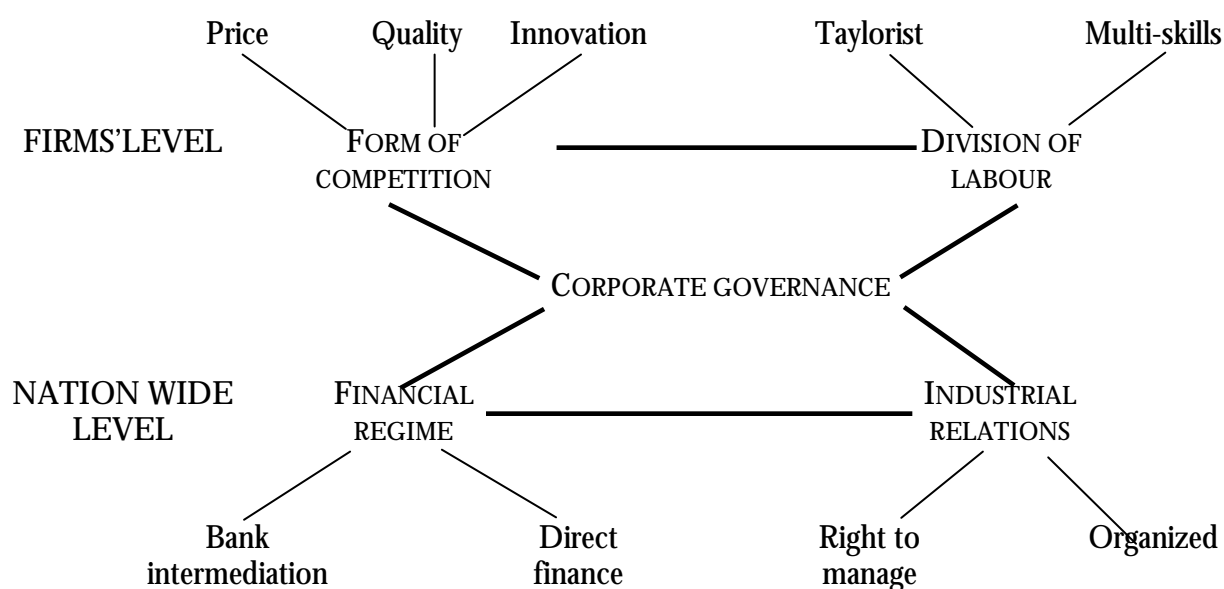 Price Quality Innovation Taylorist Multi-skills
FIRMS'LEVEL FORM OF DIVISION OF
COMPETITION LABOUR
CORPORATE GOVERNANCE
NATION WIDE FINANCIAL INDUSTRIAL
LEVEL REGIME RELATIONS
Bank Direct Right to Organized
intermediation finance manage